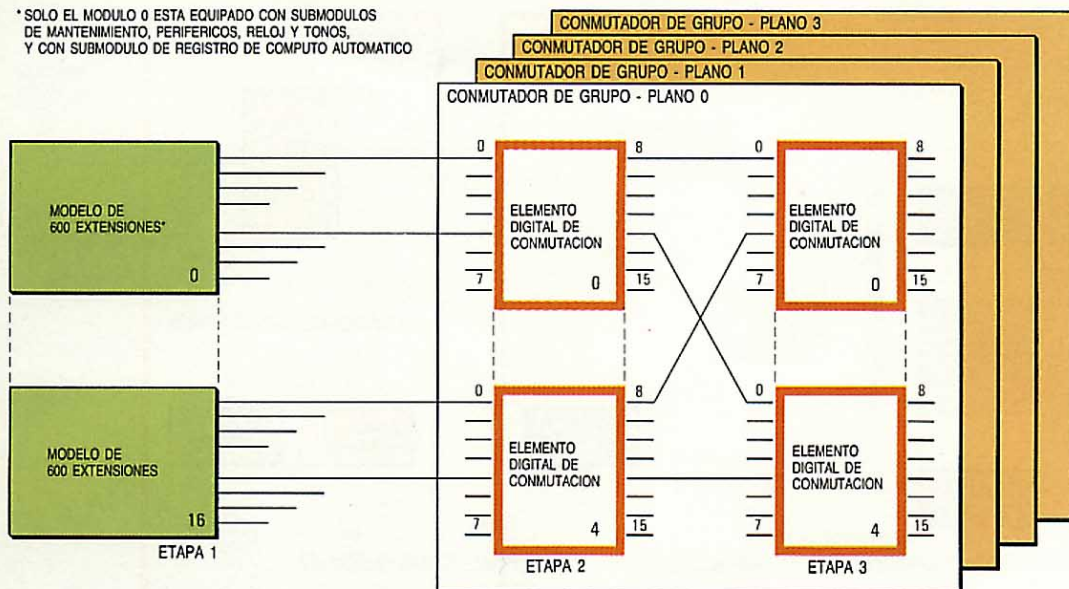 * SOLO EL MODULO 0 ESTA EQUIPADO CON SUBMODULOS
DE MANTENIMIENTO, PERIFERICOS, RELOJ Y TONOS,
Y CON SUBMODULO DE REGISTRO DE COMPUTO AUTOMATICO
CONMUTADOR DE GRUPO - PLANO 3
CONMUTADOR DE GRUPO - PLANO 2
CONMUTADOR DE GRUPO - PLANO 1
CONMUTADOR DE GRUPO - PLANO 0
MODELO DE
600 EXTENSIONES*
0
0
7
ELEMENTO
DIGITAL DE
CONMUTACION
0
8
15
0
7
ELEMENTO
DIGITAL DE
CONMUTACION
0
8
15
MODELO DE
600 EXTENSIONES
16
ETAPA 1
0
7
ELEMENTO
DIGITAL DE
CONMUTACION
4
8
15
ETAPA 2
0
7
ELEMENTO
DIGITAL DE
CONMUTACION
4
8
15
ETAPA 3